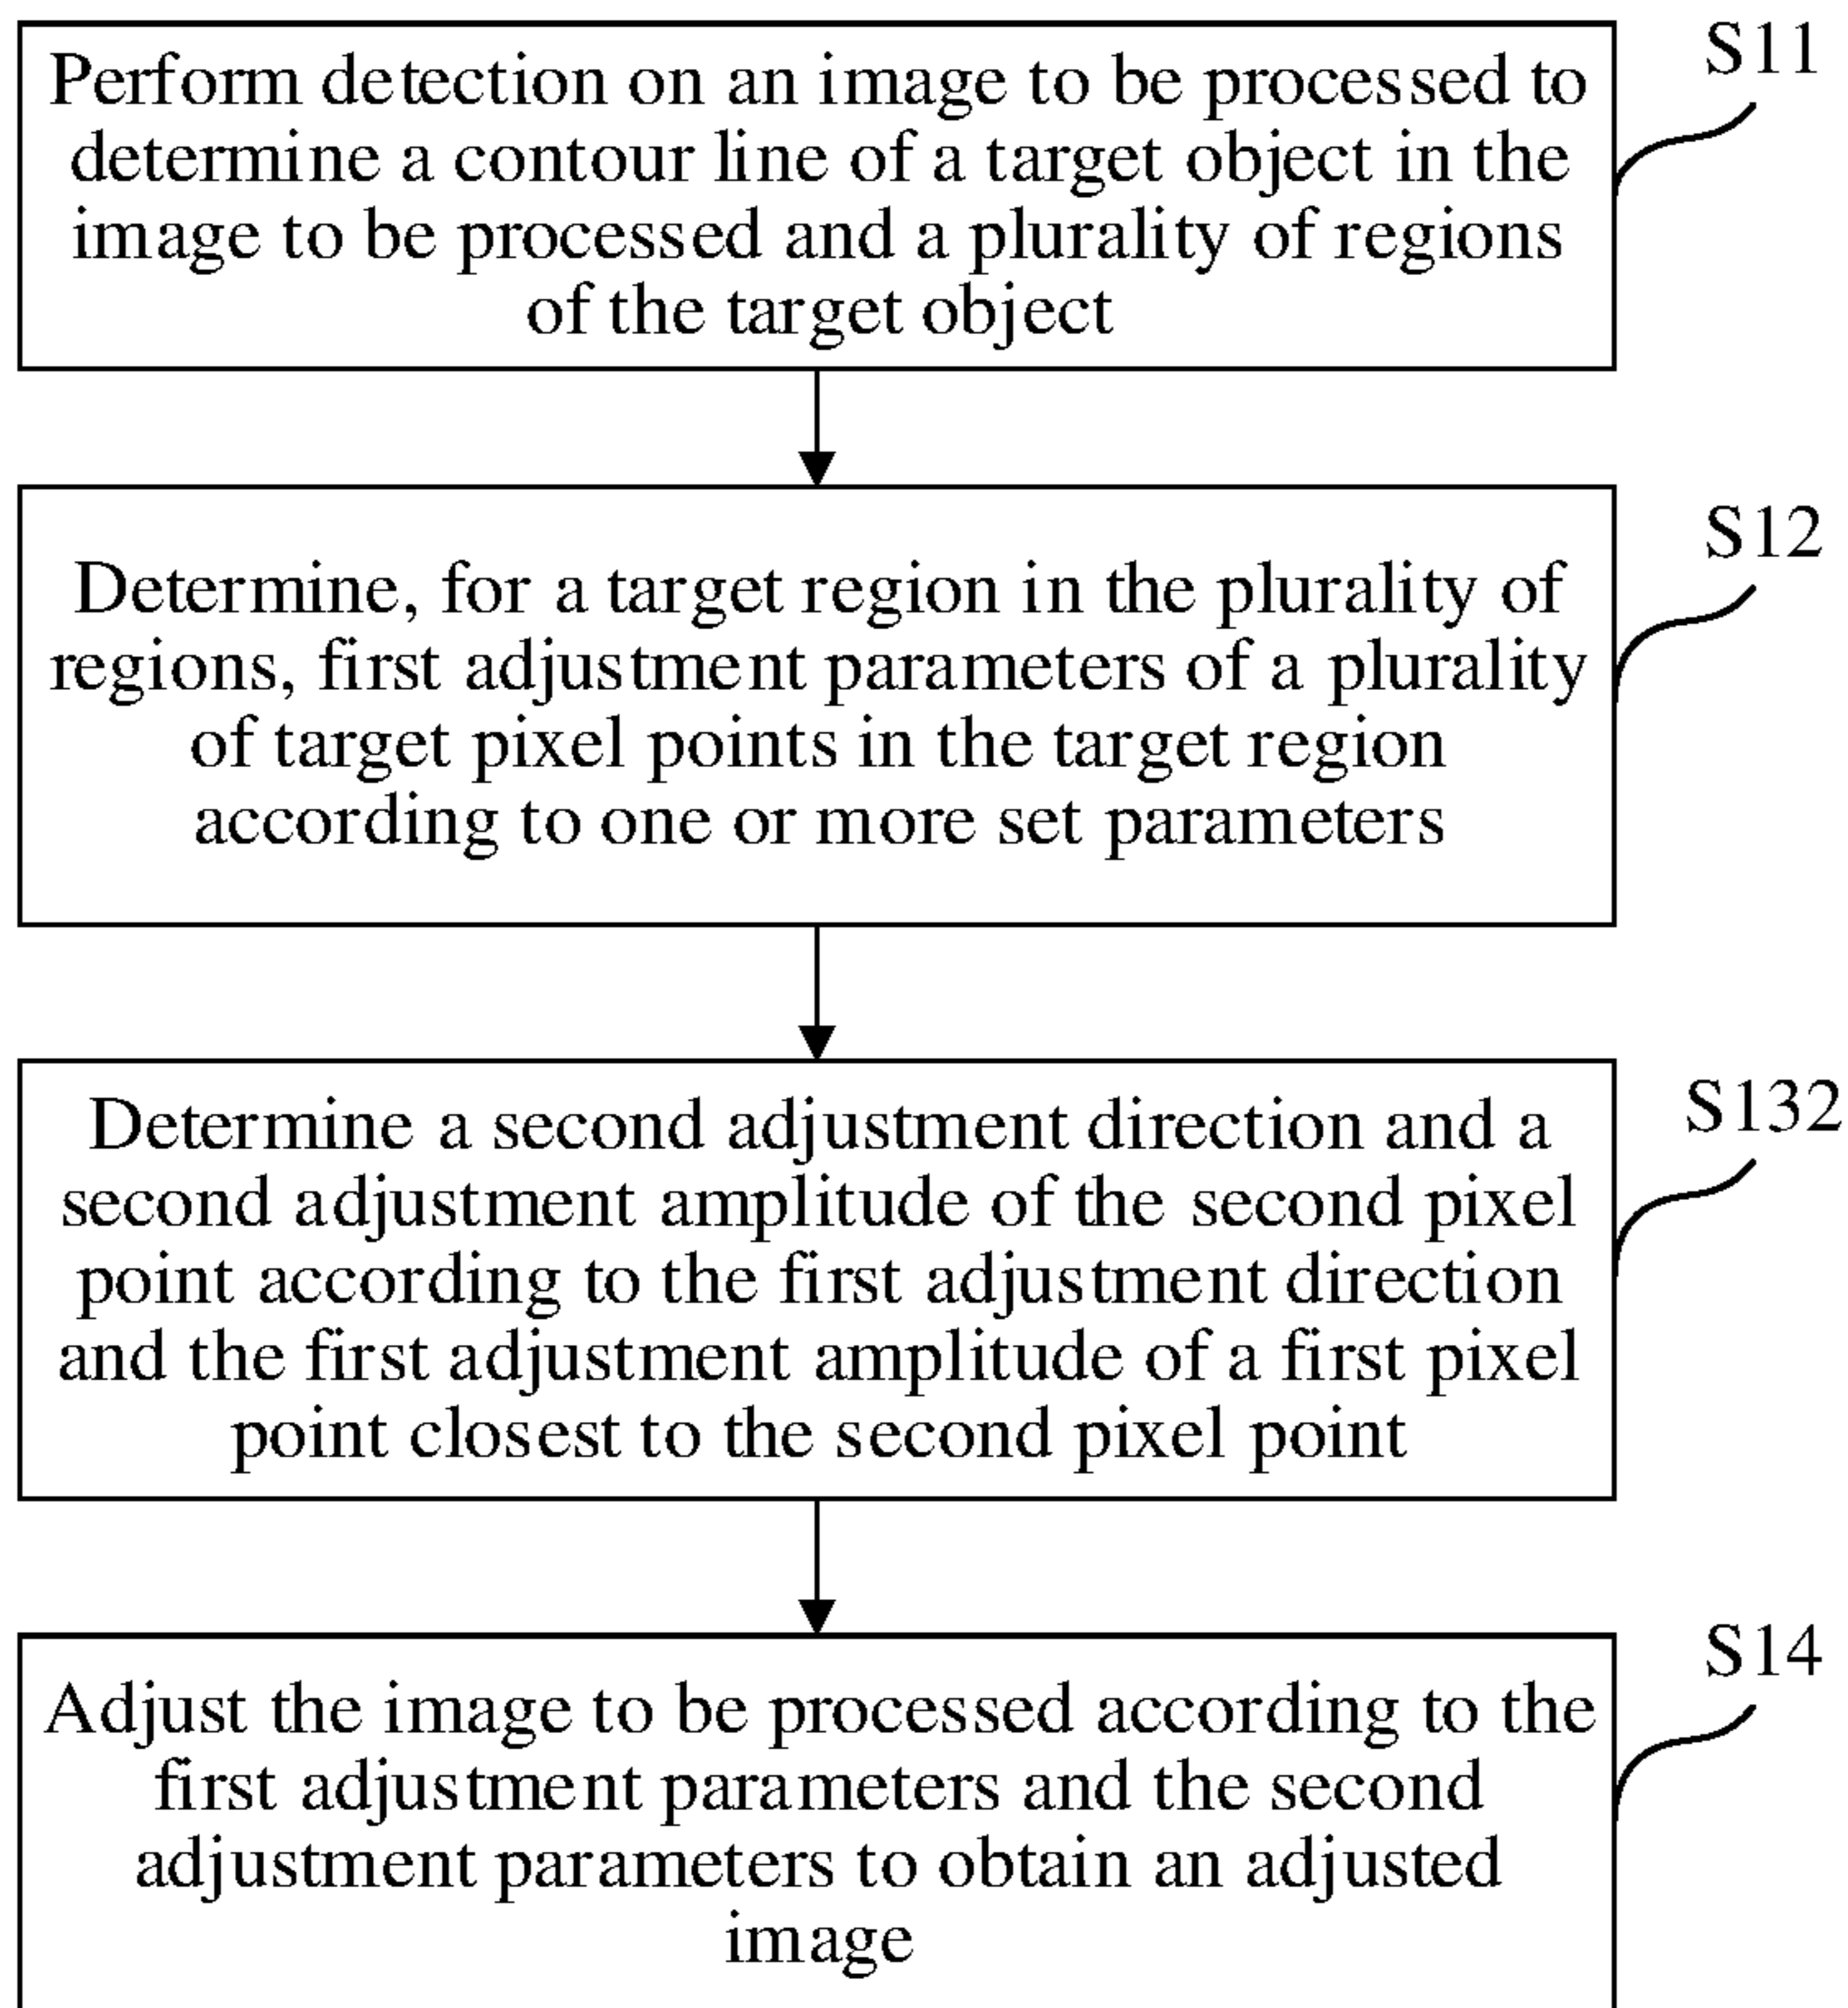 Perform detection on an image to be processed to
determine a contour line of a target object in the
image to be processed and a plurality of regions
of the target object
S11
Determine, for a target region in the plurality of
regions, first adjustment parameters of a plurality
of target pixel points in the target region
according to one or more set parameters
S12
Determine a second adjustment direction and a
second adjustment amplitude of the second pixel
point according to the first adjustment direction
and the first adjustment amplitude of a first pixel
point closest to the second pixel point
S132
Adjust the image to be processed according to the
first adjustment parameters and the second
adjustment parameters to obtain an adjusted
image
S14